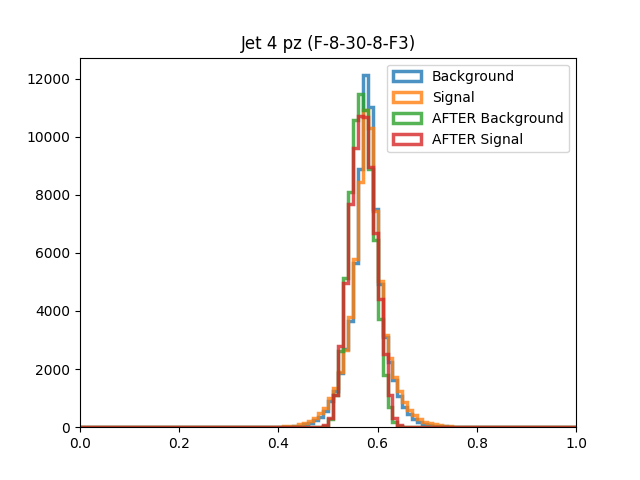 Jet 4 pz (F-8-30-8-F3)
Background
Signal
AFTER Background
AFTER Signal
12000
10000
8000
6000
4000
2000
0
0.0 0.2 0.4 0.6 0.8 1.0